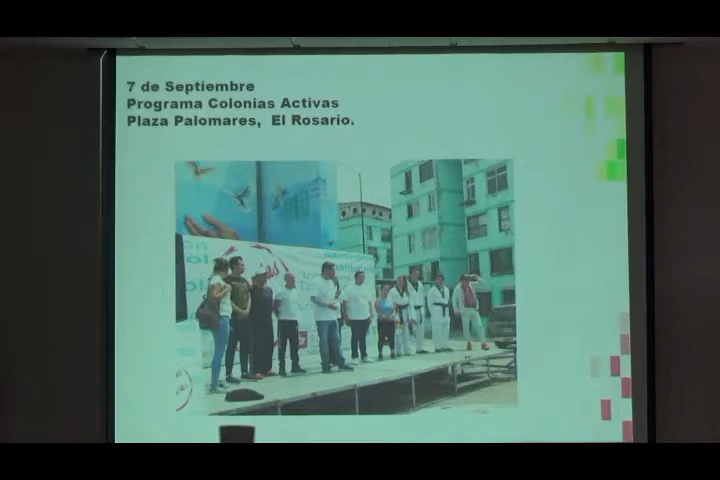 7 de Septiembre
Programa Colonias Activas
Plaza Palomares,  El Rosario.